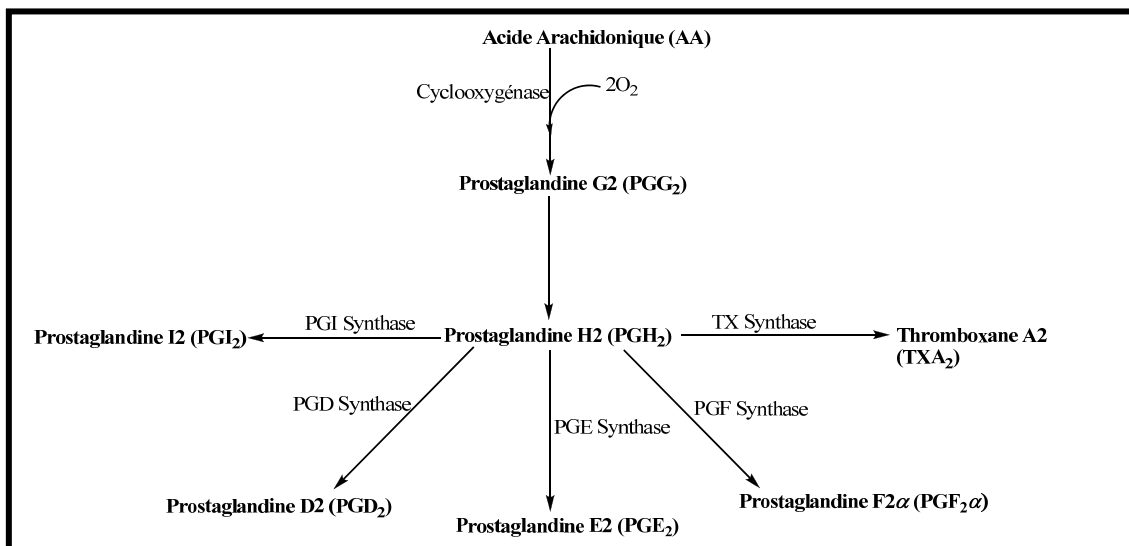 Acide Arachidonique (AA)
Cyclooxygénase
2O₂
Prostaglandine G2 (PGG₂)
Prostaglandine I2 (PGI₂)
PGI Synthase
Prostaglandine H2 (PGH₂)
TX Synthase
Thromboxane A2
(TXA₂)
PGD Synthase
PGE Synthase
PGF Synthase
Prostaglandine D2 (PGD₂)
Prostaglandine E2 (PGE₂)
Prostaglandine F2α (PGF₂α)